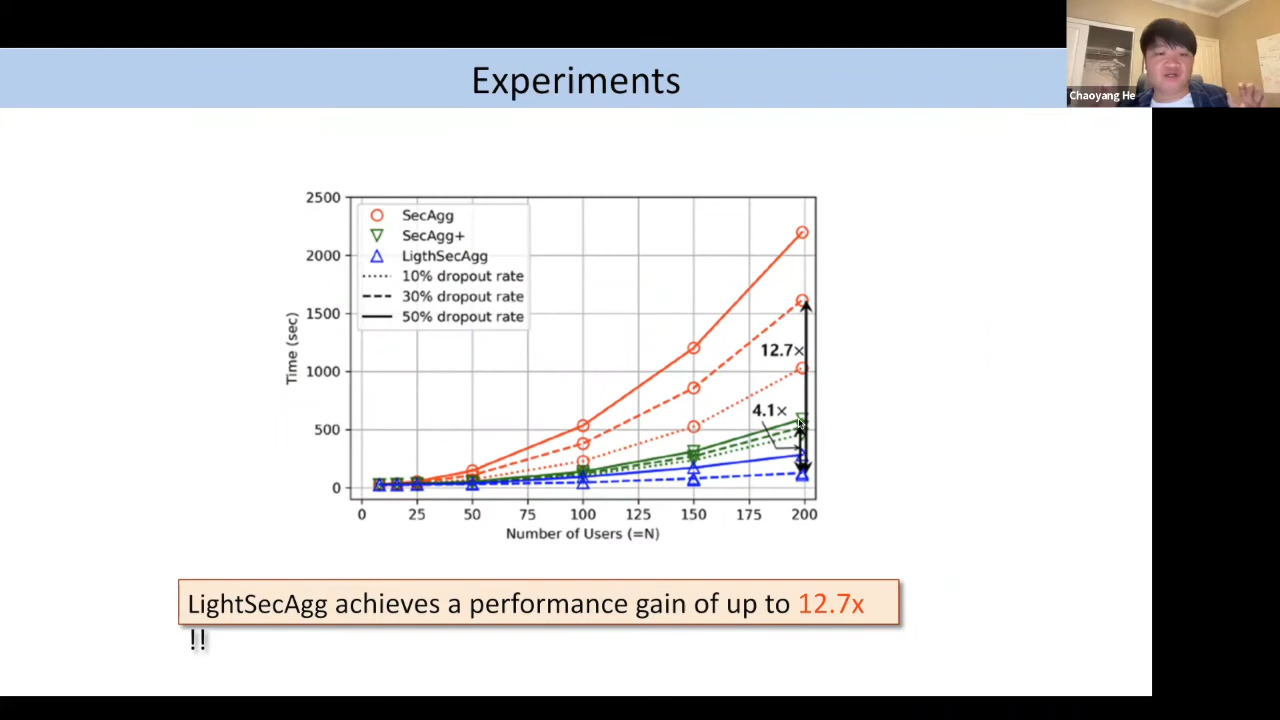 Experiments
Chaoyang He
2500
2000
1500
1000
500
0
Time (sec)
SecAgg
SecAgg+
LigthSecAgg
10% dropout rate
30% dropout rate
50% dropout rate
12.7×
4.1×
0 25 50 75 100 125 150 175 200
Number of Users (=N)
LightSecAgg achieves a performance gain of up to 12.7x
!!